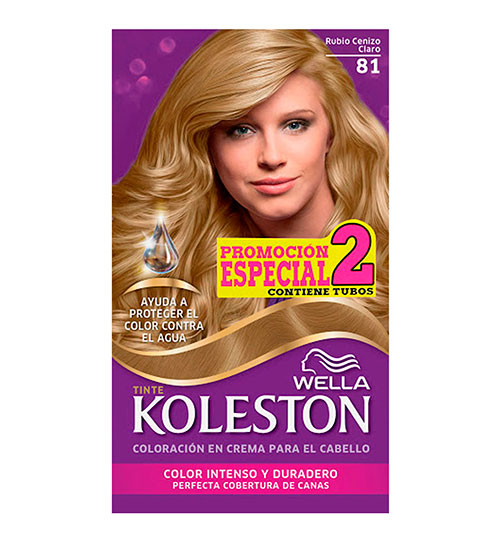 Rubio Cenizo
Claro
81
PROMOCIÓN
ESPECIAL 2
CONTIENE TUBOS
AYUDA A
PROTEGER EL
COLOR CONTRA
EL AGUA
WELLA
TINTE
KOLESTON
COLORACIÓN EN CREMA PARA EL CABELLO
COLOR INTENSO Y DURADERO
PERFECTA COBERTURA DE CANAS